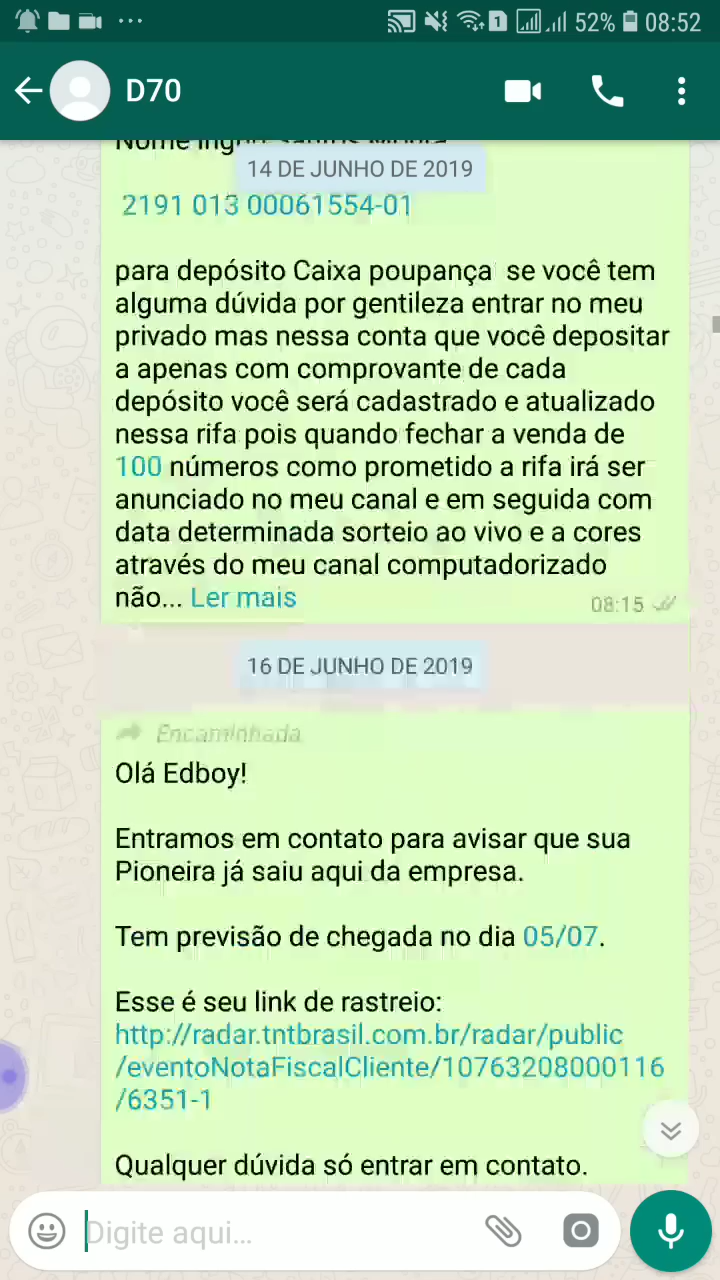 52% 08:52
D70
14 DE JUNHO DE 2019
2191 013 00061554-01
para depósito Caixa poupança se você tem
alguma dúvida por gentileza entrar no meu
privado mas nessa conta que você depositar
a apenas com comprovante de cada
depósito você será cadastrado e atualizado
nessa rifa pois quando fechar a venda de
100 números como prometido a rifa irá ser
anunciado no meu canal e em seguida com
data determinada sorteio ao vivo e a cores
através do meu canal computadorizado
não... Ler mais
08:15
16 DE JUNHO DE 2019
Encaminhada
Olá Edboy!
Entramos em contato para avisar que sua
Pioneira já saiu aqui da empresa.
Tem previsão de chegada no dia 05/07.
Esse é seu link de rastreio:
http://radar.tntbrasil.com.br/radar/public
/eventoNotaFiscalCliente/10763208000116
/6351-1
Qualquer dúvida só entrar em contato.
Digite aqui...